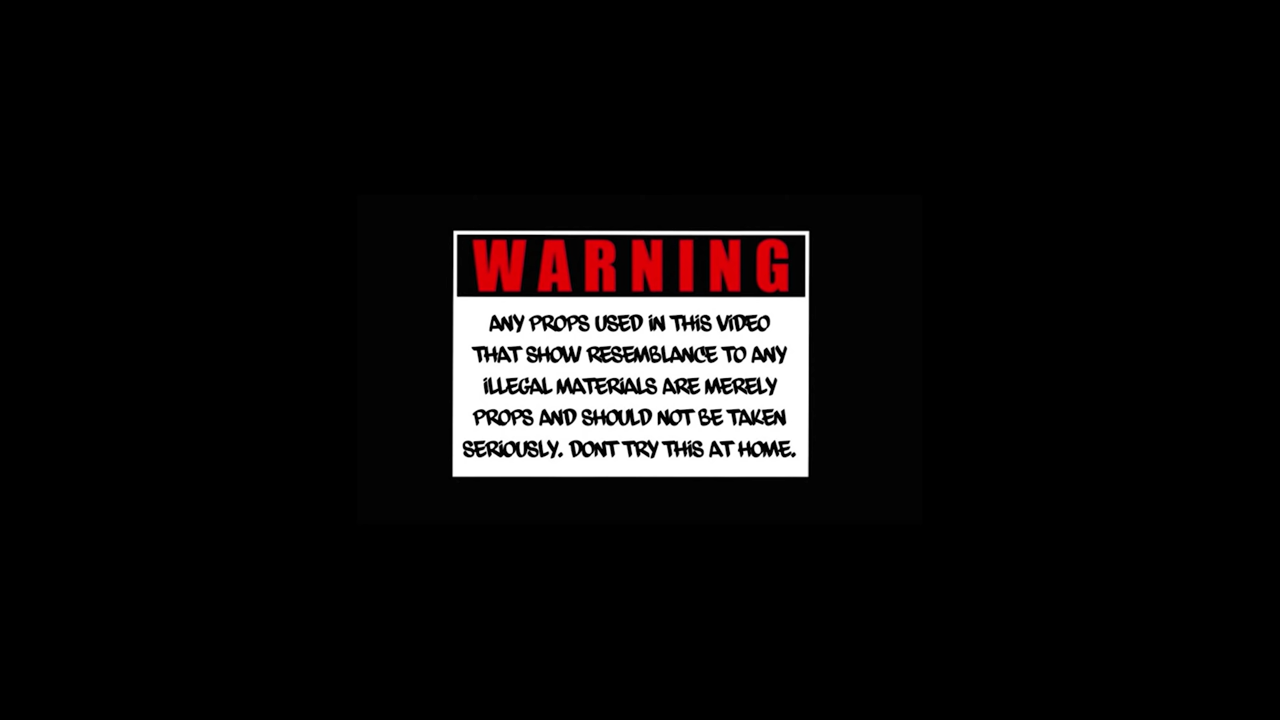 WARNING
ANY PROPS USED IN THIS VIDEO
THAT SHOW RESEMBLANCE TO ANY
ILLEGAL MATERIALS ARE MERELY
PROPS AND SHOULD NOT BE TAKEN
SERIOUSLY. DONT TRY THIS AT HOME.